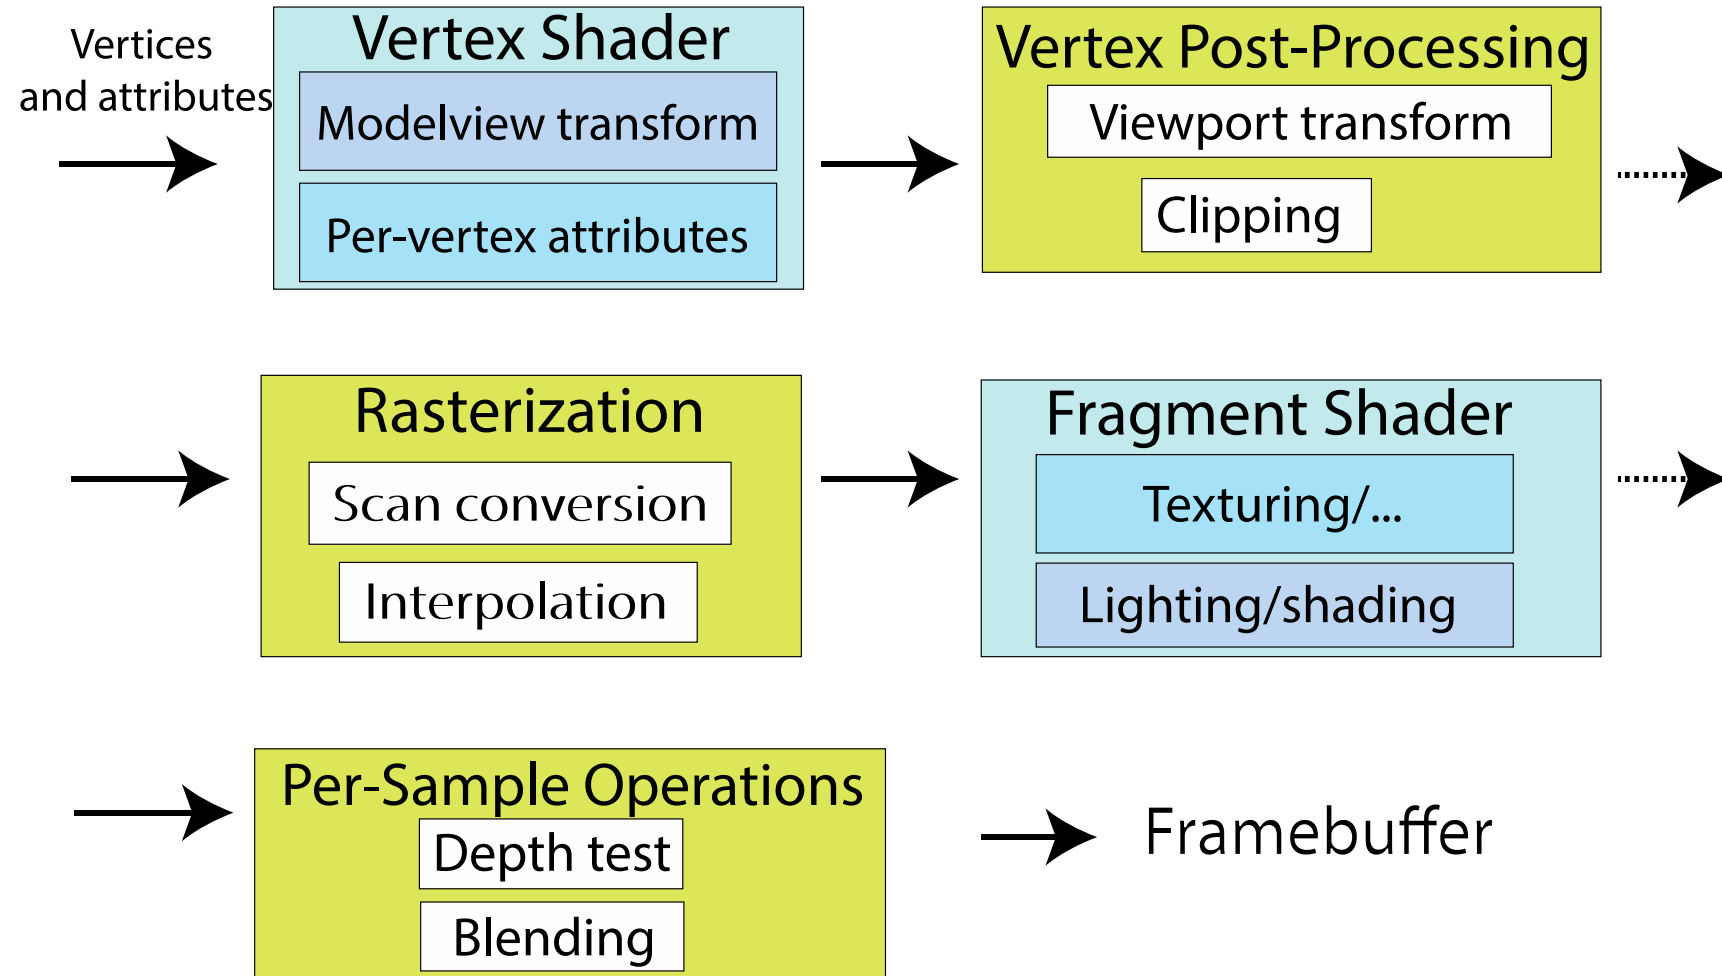 Vertices
and attributes
Vertex Shader
Modelview transform
Per-vertex attributes
Vertex Post-Processing
Viewport transform
Clipping
Rasterization
Scan conversion
Interpolation
Fragment Shader
Texturing/...
Lighting/shading
Per-Sample Operations
Depth test
Blending
Framebuffer